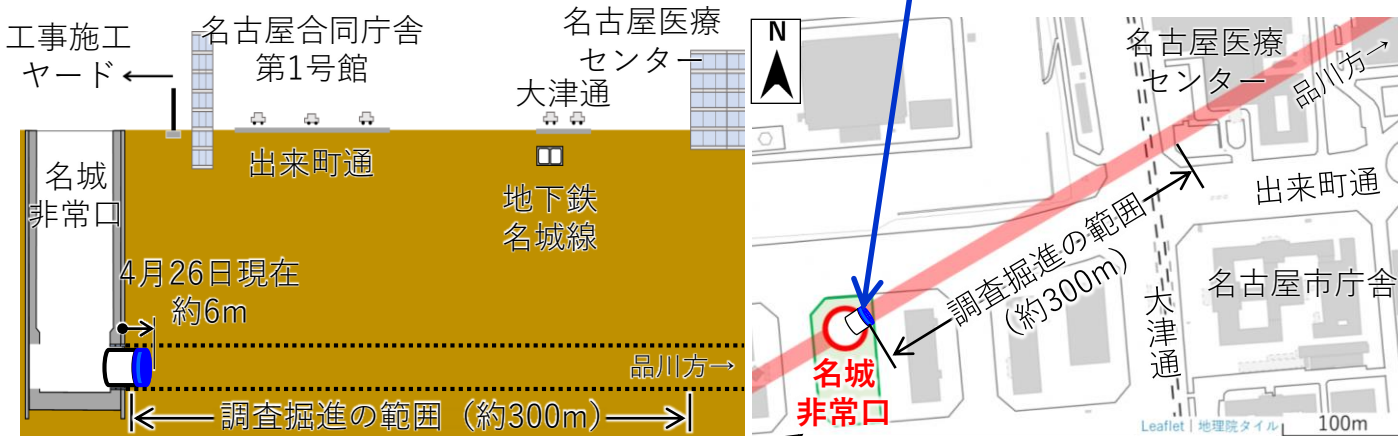 工事施工
ヤード←
名古屋合同庁舎
第1号館
名古屋医療
センター
大津通
出来町通
名城
非常口
地下鉄
名城線
4月26日現在
約6m
品川方→
調査掘進の範囲（約300m）
N
名古屋医療
センター
品川方→
出来町通
調査掘進の範囲
（約300m）
大津通
名古屋市庁舎
名城
非常口
Leaflet | 地理院タイル
100m